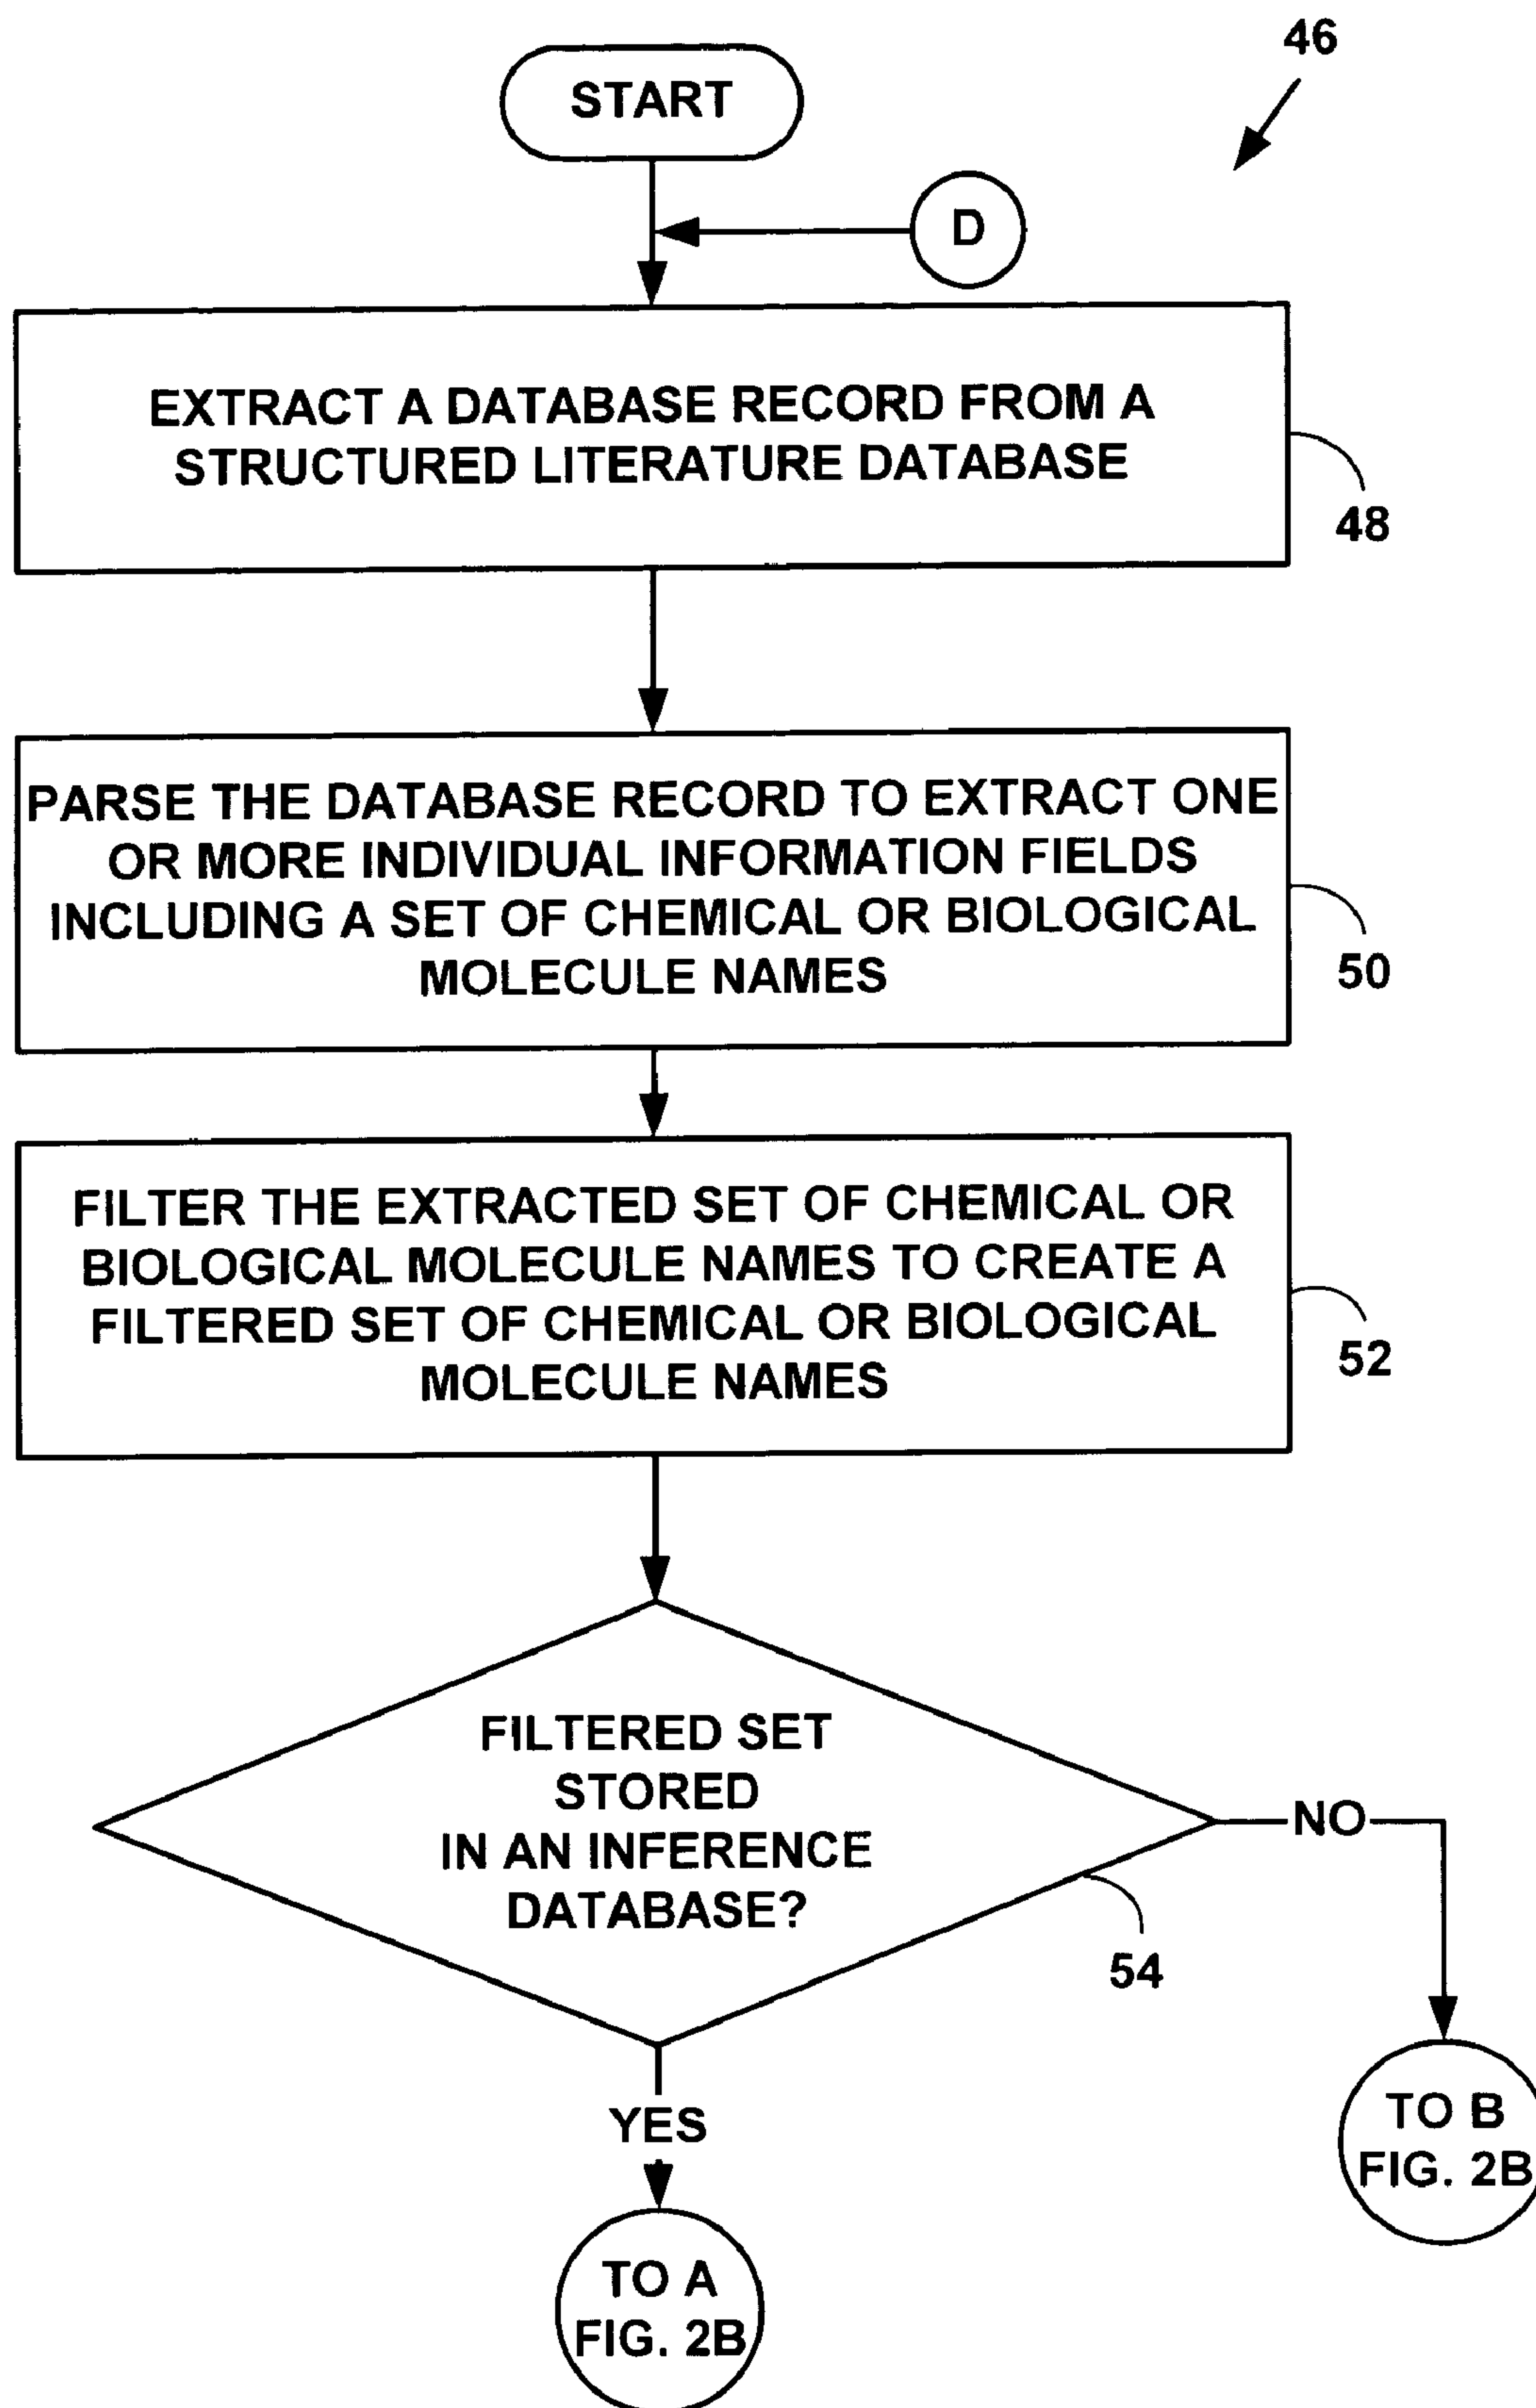 46
START
D
EXTRACT A DATABASE RECORD FROM A
STRUCTURED LITERATURE DATABASE
48
PARSE THE DATABASE RECORD TO EXTRACT ONE
OR MORE INDIVIDUAL INFORMATION FIELDS
INCLUDING A SET OF CHEMICAL OR BIOLOGICAL
MOLECULE NAMES
50
FILTER THE EXTRACTED SET OF CHEMICAL OR
BIOLOGICAL MOLECULE NAMES TO CREATE A
FILTERED SET OF CHEMICAL OR BIOLOGICAL
MOLECULE NAMES
52
FILTERED SET
STORED
IN AN INFERENCE
DATABASE?
NO
54
YES
TO B
FIG. 2B
TO A
FIG. 2B